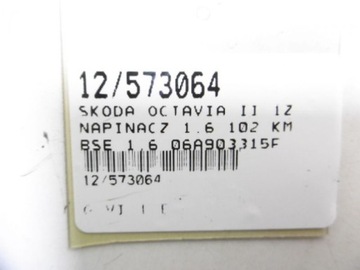 12/573064
SKODA OCTAVIA II 1Z
NAPINACZ 1.6 102 KM
BSE 1,6 06A903315F
12/573064